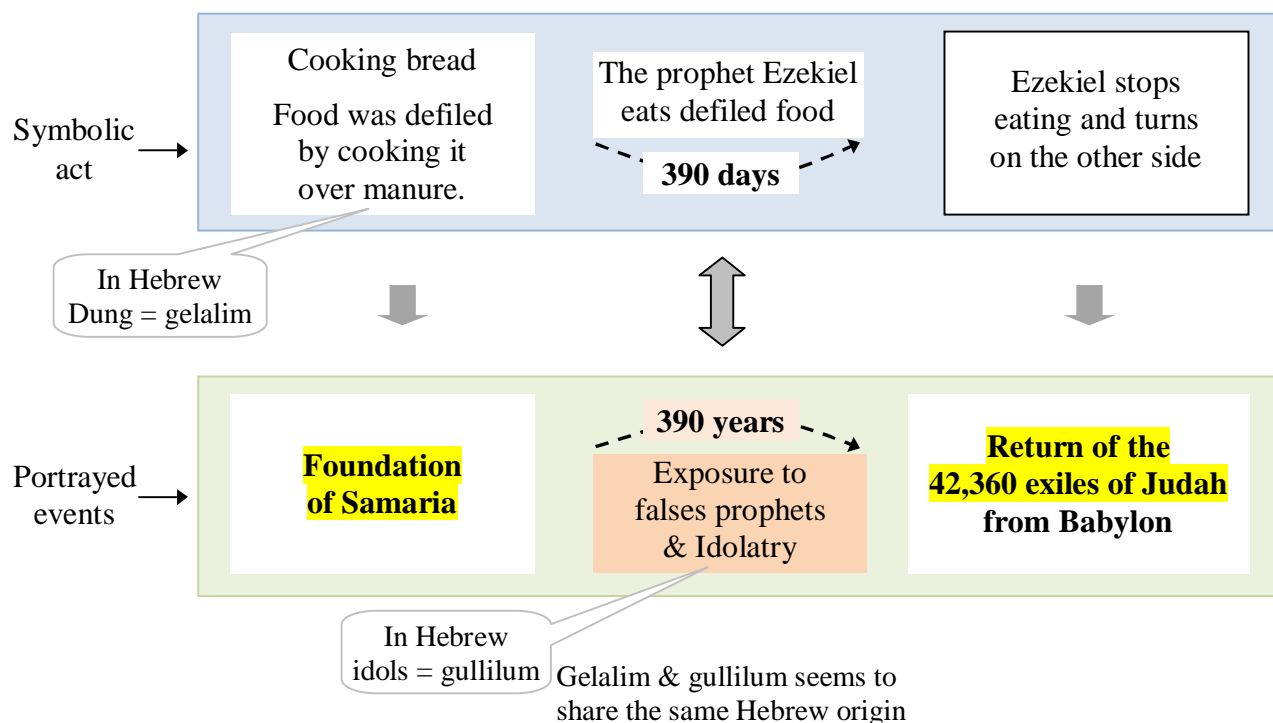 Symbolic
act
Cooking bread
Food was defiled
by cooking it
over manure.
The prophet Ezekiel
eats defiled food
390 days
Ezekiel stops
eating and turns
on the other side
In Hebrew
Dung = gelalim
Portrayed
events
Foundation
of Samaria
390 years
Exposure to
falses prophets
& Idolatry
Return of the
42,360 exiles of Judah
from Babylon
In Hebrew
idols = gullilum
Gelalim & gullilum seems to
share the same Hebrew origin